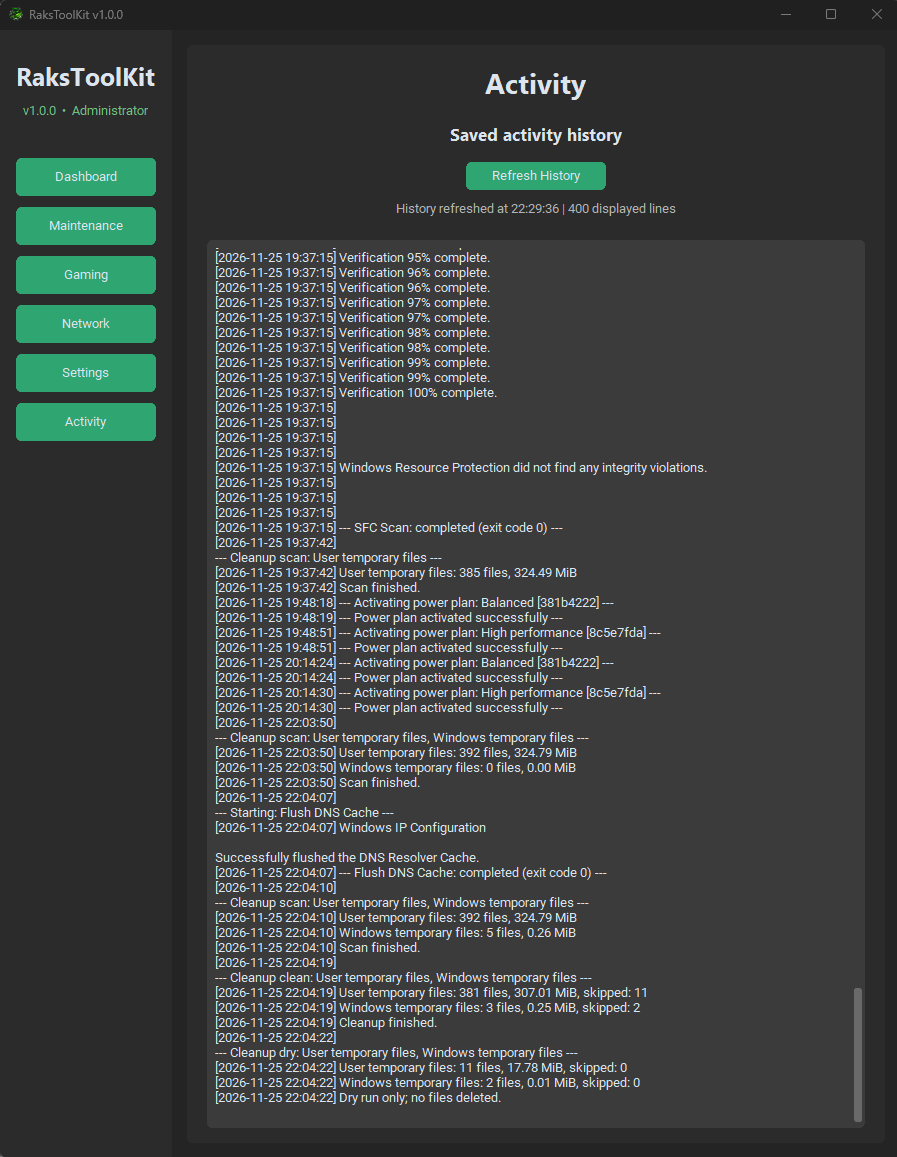 RaksToolKit v1.0.0
RaksToolKit
v1.0.0 • Administrator
Dashboard
Maintenance
Gaming
Network
Settings
Activity
Activity
Saved activity history
Refresh History
History refreshed at 22:29:36 | 400 displayed lines
[2026-11-25 19:37:15] Verification 95% complete.
[2026-11-25 19:37:15] Verification 96% complete.
[2026-11-25 19:37:15] Verification 96% complete.
[2026-11-25 19:37:15] Verification 97% complete.
[2026-11-25 19:37:15] Verification 97% complete.
[2026-11-25 19:37:15] Verification 98% complete.
[2026-11-25 19:37:15] Verification 98% complete.
[2026-11-25 19:37:15] Verification 99% complete.
[2026-11-25 19:37:15] Verification 99% complete.
[2026-11-25 19:37:15] Verification 100% complete.
[2026-11-25 19:37:15]
[2026-11-25 19:37:15]
[2026-11-25 19:37:15]
[2026-11-25 19:37:15]
[2026-11-25 19:37:15] Windows Resource Protection did not find any integrity violations.
[2026-11-25 19:37:15]
[2026-11-25 19:37:15]
[2026-11-25 19:37:15]
[2026-11-25 19:37:15] --- SFC Scan: completed (exit code 0) ---
[2026-11-25 19:37:42]
--- Cleanup scan: User temporary files ---
[2026-11-25 19:37:42] User temporary files: 385 files, 324.49 MiB
[2026-11-25 19:37:42] Scan finished.
[2026-11-25 19:48:18] --- Activating power plan: Balanced [381b4222] ---
[2026-11-25 19:48:19] --- Power plan activated successfully ---
[2026-11-25 19:48:51] --- Activating power plan: High performance [8c5e7fda] ---
[2026-11-25 19:48:51] --- Power plan activated successfully ---
[2026-11-25 20:14:24] --- Activating power plan: Balanced [381b4222] ---
[2026-11-25 20:14:24] --- Power plan activated successfully ---
[2026-11-25 20:14:30] --- Activating power plan: High performance [8c5e7fda] ---
[2026-11-25 20:14:30] --- Power plan activated successfully ---
[2026-11-25 22:03:50]
--- Cleanup scan: User temporary files, Windows temporary files ---
[2026-11-25 22:03:50] User temporary files: 392 files, 324.79 MiB
[2026-11-25 22:03:50] Windows temporary files: 0 files, 0.00 MiB
[2026-11-25 22:03:50] Scan finished.
[2026-11-25 22:04:07]
--- Starting: Flush DNS Cache ---
[2026-11-25 22:04:07] Windows IP Configuration
Successfully flushed the DNS Resolver Cache.
[2026-11-25 22:04:07] --- Flush DNS Cache: completed (exit code 0) ---
[2026-11-25 22:04:10]
--- Cleanup scan: User temporary files, Windows temporary files ---
[2026-11-25 22:04:10] User temporary files: 392 files, 324.79 MiB
[2026-11-25 22:04:10] Windows temporary files: 5 files, 0.26 MiB
[2026-11-25 22:04:10] Scan finished.
[2026-11-25 22:04:19]
--- Cleanup clean: User temporary files, Windows temporary files ---
[2026-11-25 22:04:19] User temporary files: 381 files, 307.01 MiB, skipped: 11
[2026-11-25 22:04:19] Windows temporary files: 3 files, 0.25 MiB, skipped: 2
[2026-11-25 22:04:19] Cleanup finished.
[2026-11-25 22:04:22]
--- Cleanup dry: User temporary files, Windows temporary files ---
[2026-11-25 22:04:22] User temporary files: 11 files, 17.78 MiB, skipped: 0
[2026-11-25 22:04:22] Windows temporary files: 2 files, 0.01 MiB, skipped: 0
[2026-11-25 22:04:22] Dry run only; no files deleted.